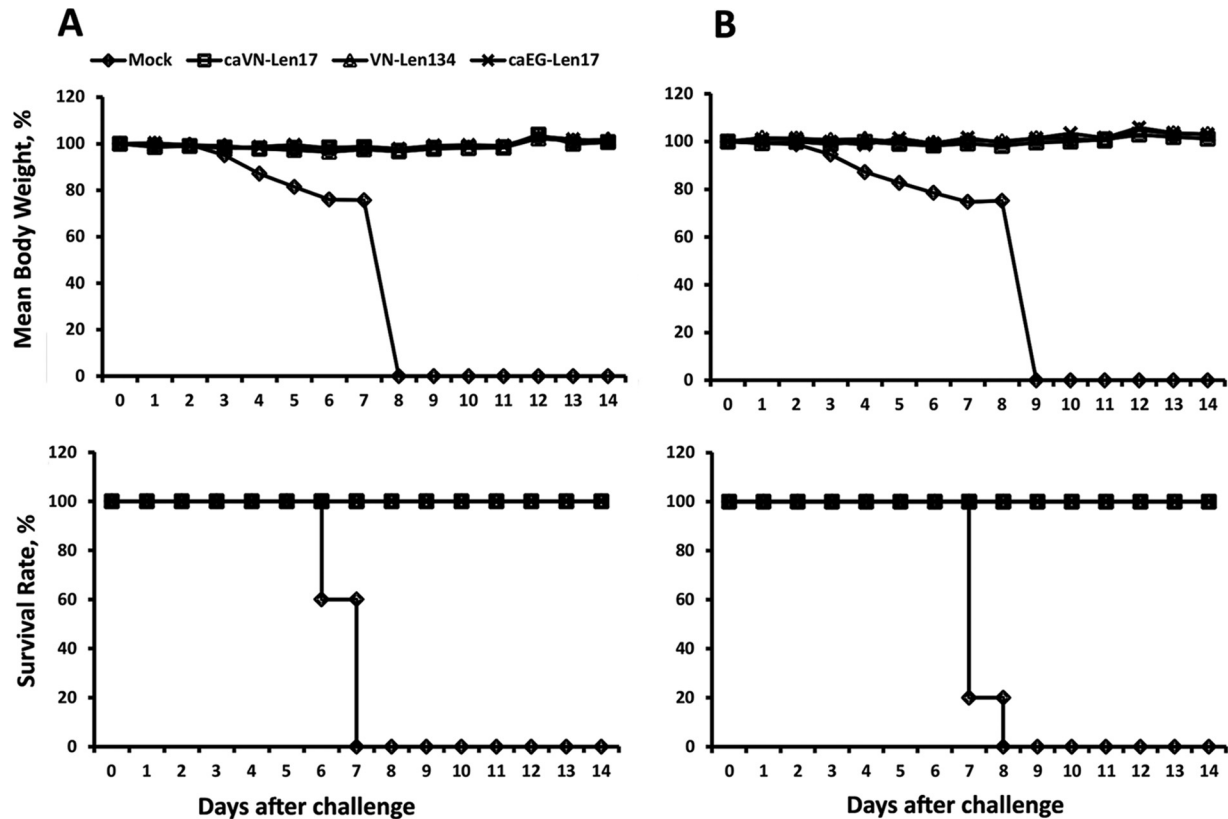 A
B
Mock caVN-Len17 VN-Len134 caEG-Len17
Mean Body Weight, %
120
100
80
60
40
20
0
0 1 2 3 4 5 6 7 8 9 10 11 12 13 14
120
100
80
60
40
20
0
0 1 2 3 4 5 6 7 8 9 10 11 12 13 14
Survival Rate, %
120
100
80
60
40
20
0
0 1 2 3 4 5 6 7 8 9 10 11 12 13 14
Days after challenge
120
100
80
60
40
20
0
0 1 2 3 4 5 6 7 8 9 10 11 12 13 14
Days after challenge